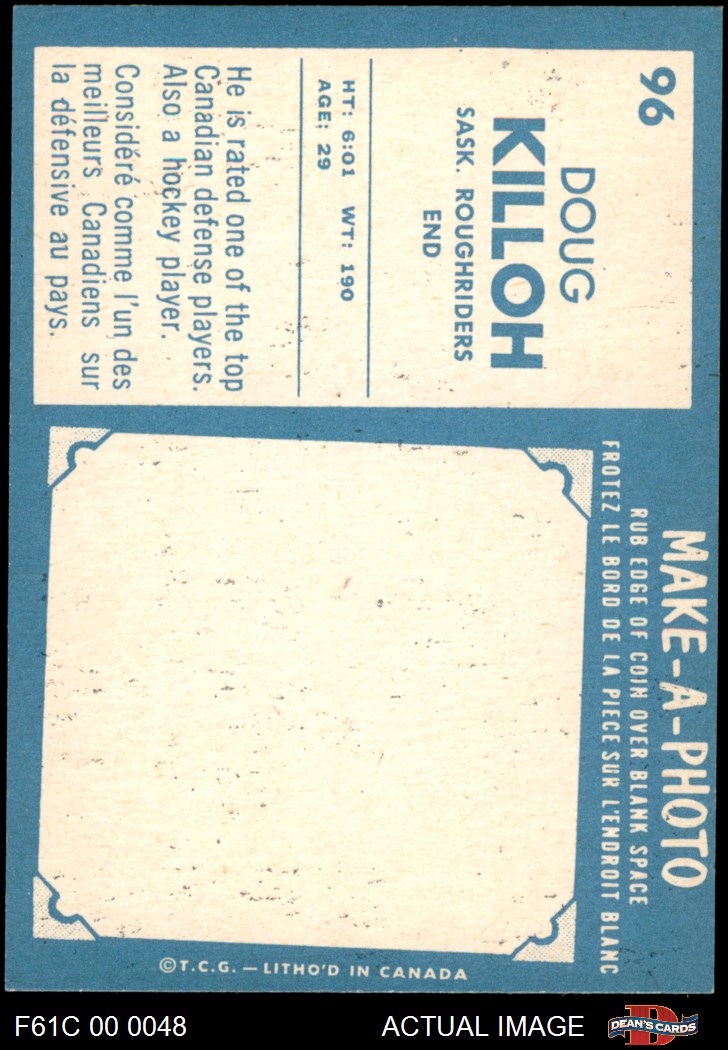 96
DOUG
KILLOH
SASK. ROUGHRIDERS
END
HT: 6:01 WT: 190
AGE: 29
He is rated one of the top
Canadian defense players.
Also a hockey player.
Considéré comme l'un des
meilleurs Canadiens sur
la défensive au pays.
MAKE-A-PHOTO
RUB EDGE OF COIN OVER BLANK SPACE
FROTEZ LE BORD DE LA PIECE SUR L'ENDROIT BLANC
©T.C.G.—LITHO'D IN CANADA
F61C 00 0048
ACTUAL IMAGE
DEAN'S CARDS